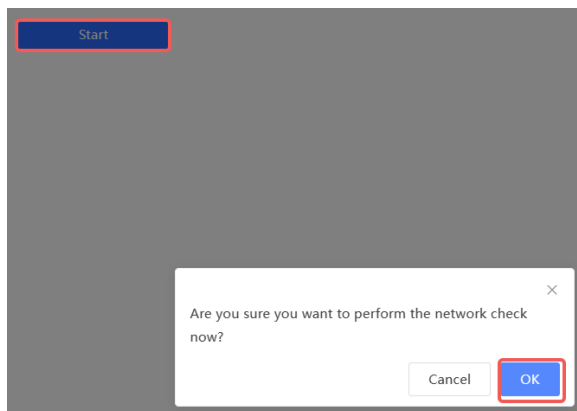 Start
Are you sure you want to perform the network check
now?
Cancel
OK